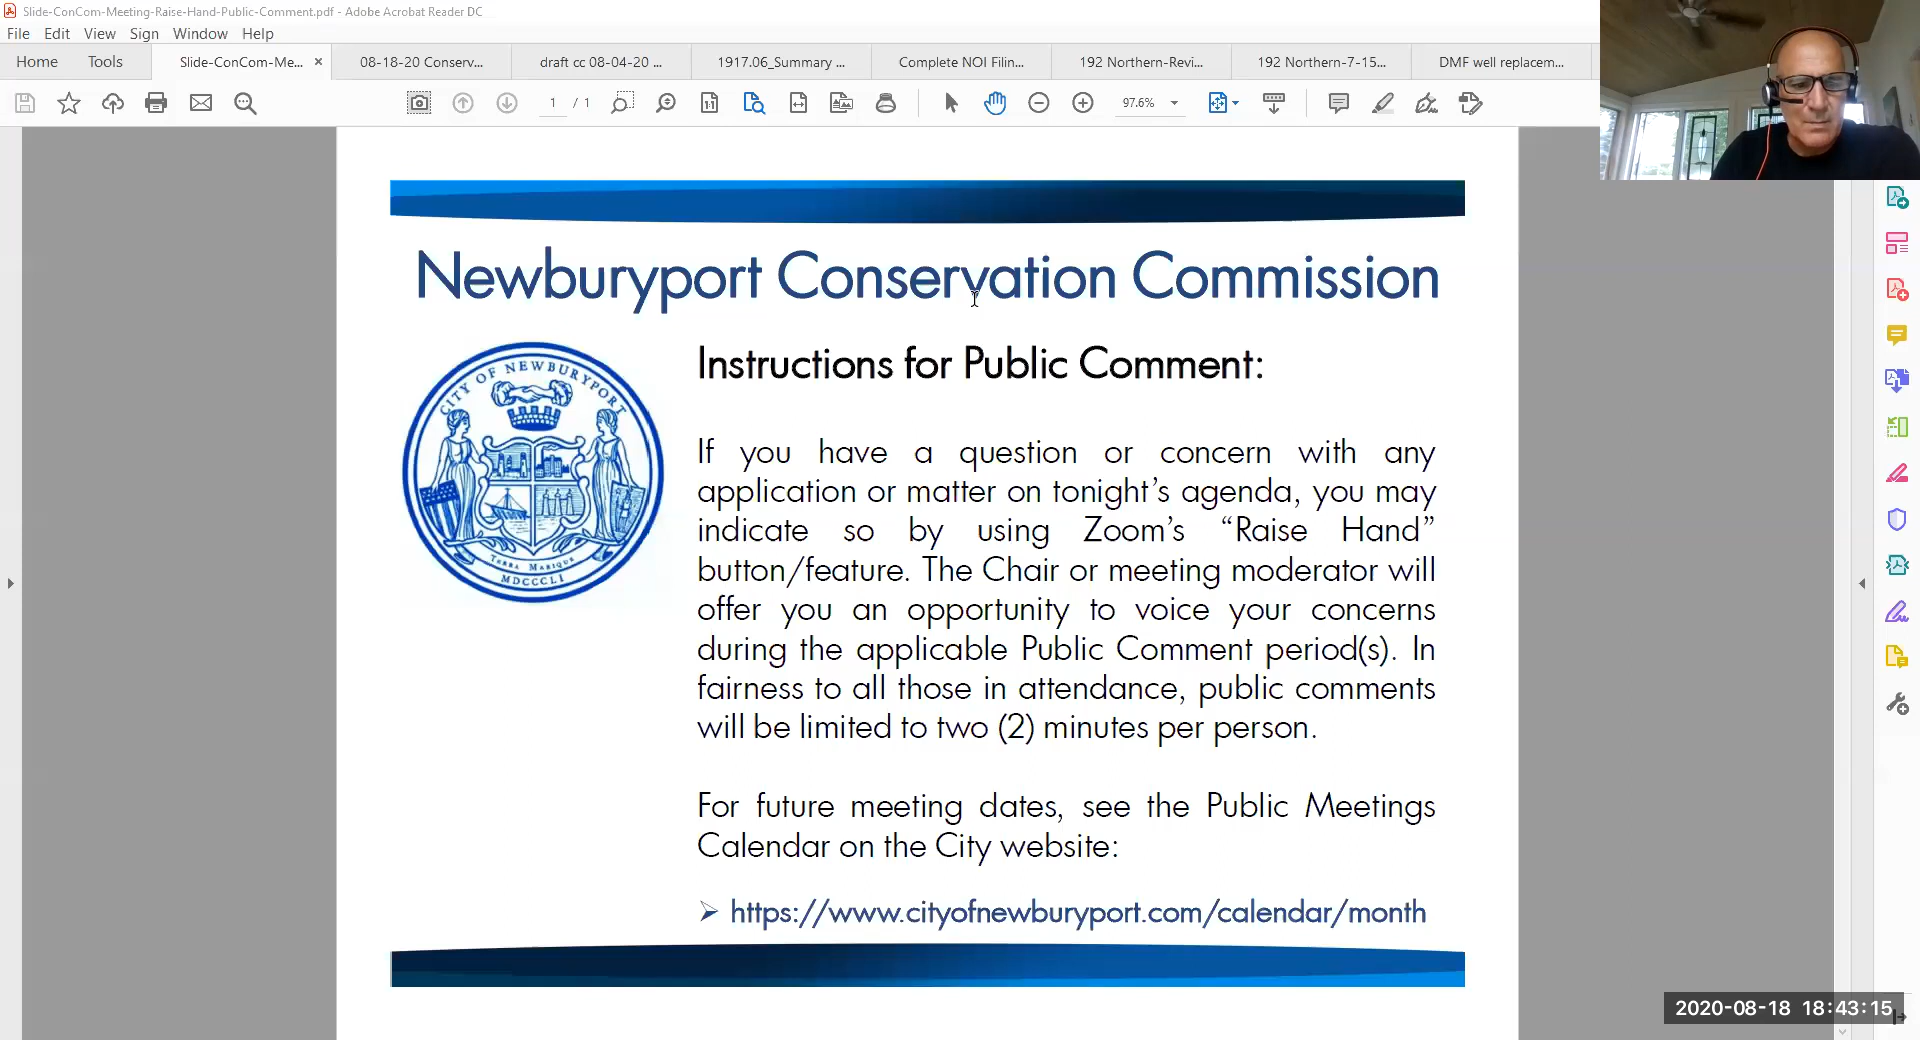 Slide-ConCom-Meeting-Raise-Hand-Public-Comment.pdf - Adobe Acrobat Reader DC
File Edit View Sign Window Help
Home Tools Slide-ConCom-Me... × 08-18-20 Conserv... draft cc 08-04-20 ... 1917.06_Summary ... Complete NOI Filin... 192 Northern-Revi... 192 Northern-7-15... DMF well replacem...
1 / 1 97.6%
Newburyport Conservation Commission
CITY OF NEWBURYPORT
TERRA MARIQUE
MDCCCLI
Instructions for Public Comment:
If you have a question or concern with any
application or matter on tonight’s agenda, you may
indicate so by using Zoom’s “Raise Hand”
button/feature. The Chair or meeting moderator will
offer you an opportunity to voice your concerns
during the applicable Public Comment period(s). In
fairness to all those in attendance, public comments
will be limited to two (2) minutes per person.
For future meeting dates, see the Public Meetings
Calendar on the City website:
➢ https://www.cityofnewburyport.com/calendar/month
2020-08-18 18:43:15